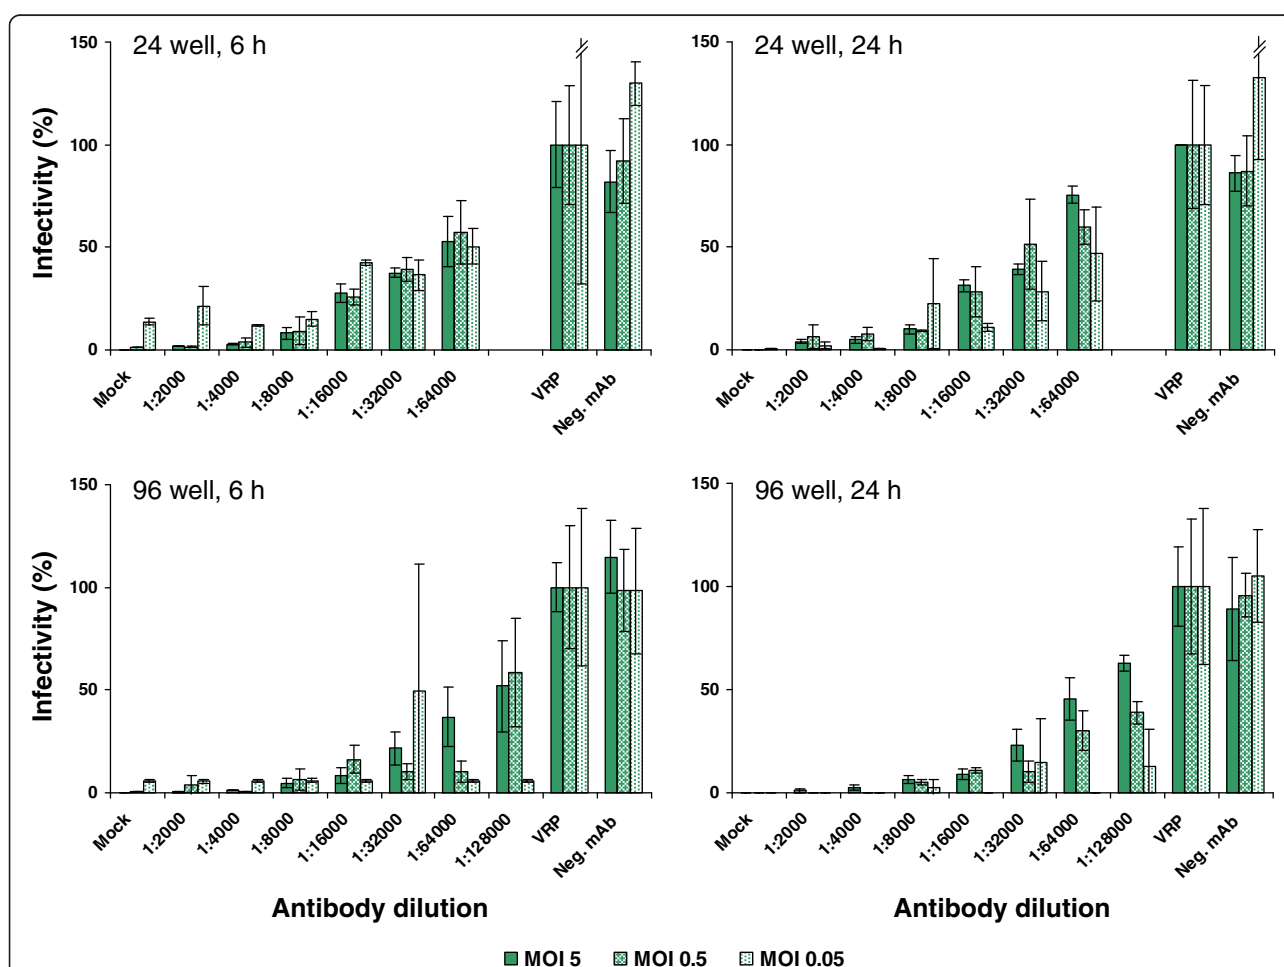 24 well, 6 h
Infectivity (%)
150
100
50
0
Mock
1:2000
1:4000
1:8000
1:16000
1:32000
1:64000
VRP
Neg. mAb
24 well, 24 h
150
100
50
0
Mock
1:2000
1:4000
1:8000
1:16000
1:32000
1:64000
VRP
Neg. mAb
96 well, 6 h
Infectivity (%)
150
100
50
0
Mock
1:2000
1:4000
1:8000
1:16000
1:32000
1:64000
1:128000
VRP
Neg. mAb
Antibody dilution
96 well, 24 h
150
100
50
0
Mock
1:2000
1:4000
1:8000
1:16000
1:32000
1:64000
1:128000
VRP
Neg. mAb
Antibody dilution
MOI 5 MOI 0.5 MOI 0.05